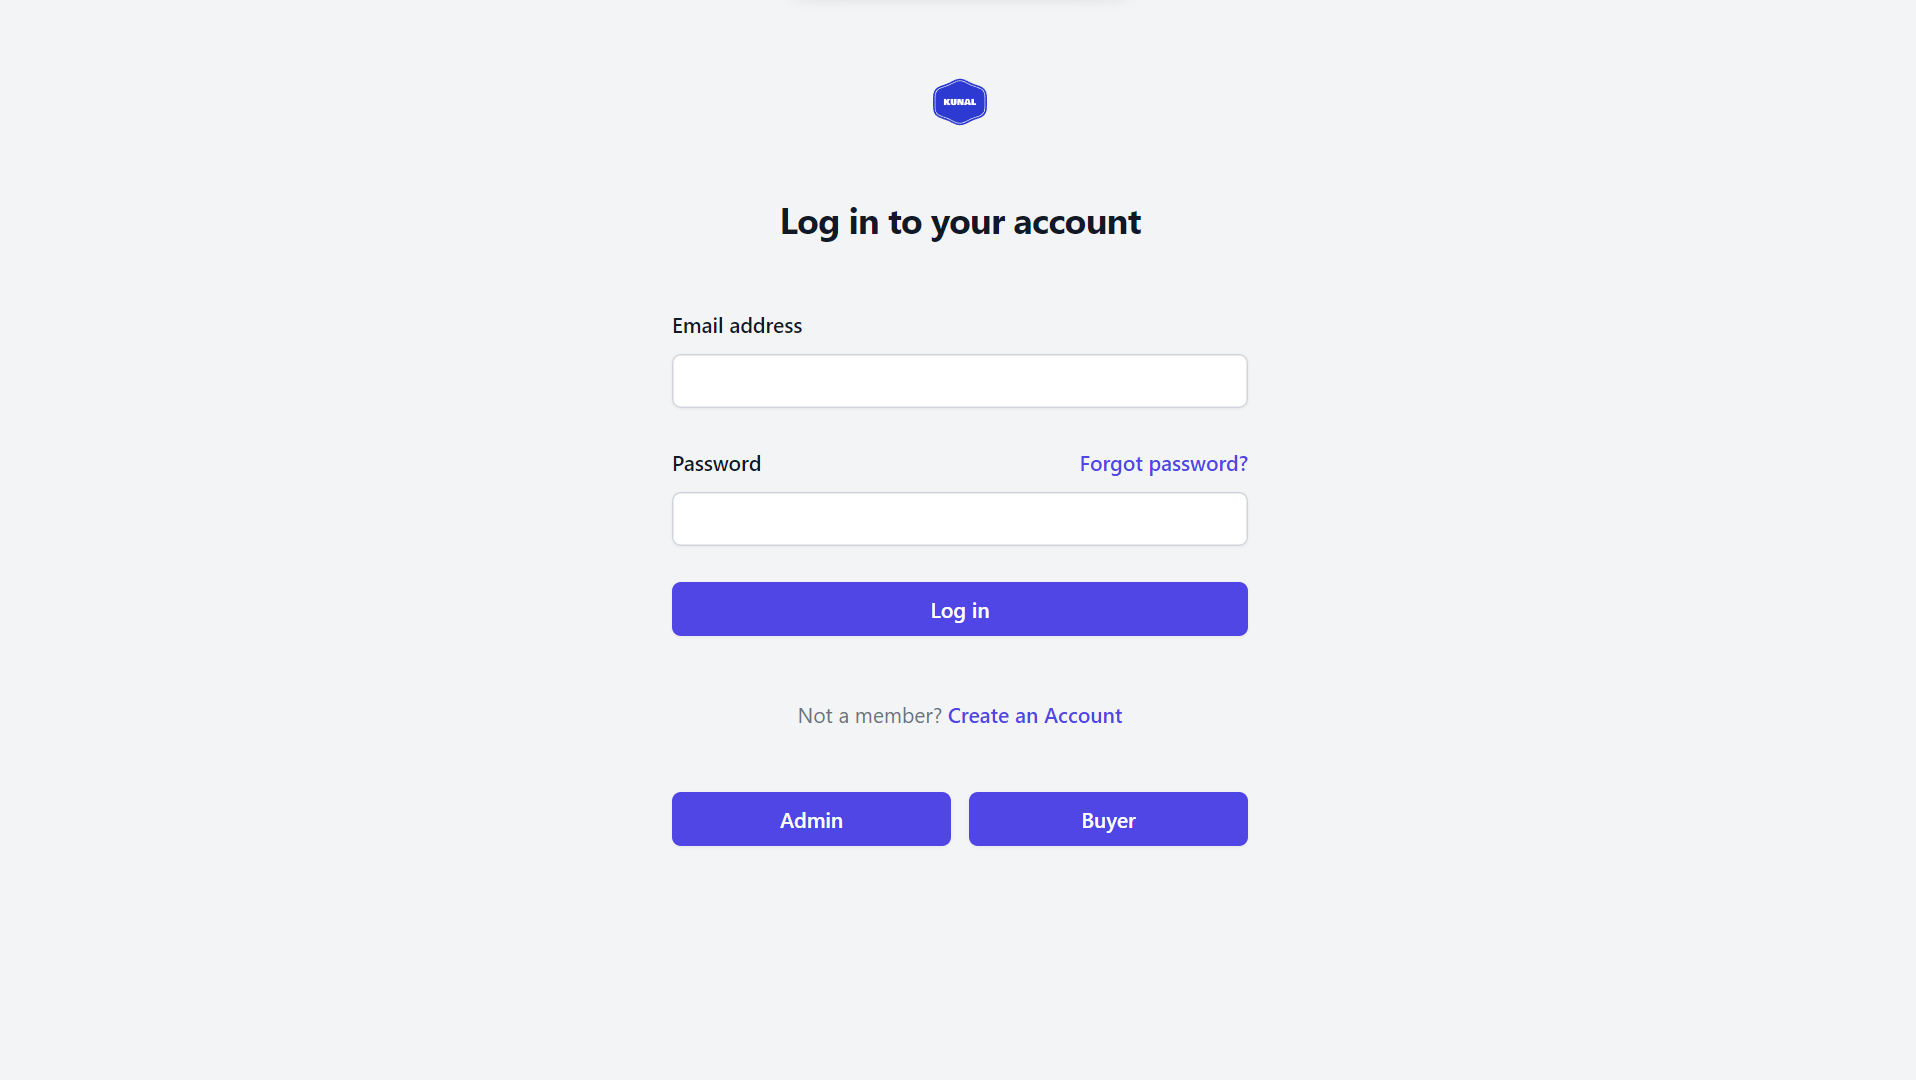 KUNAL
Log in to your account
Email address
Password
Forgot password?
Log in
Not a member? Create an Account
Admin
Buyer